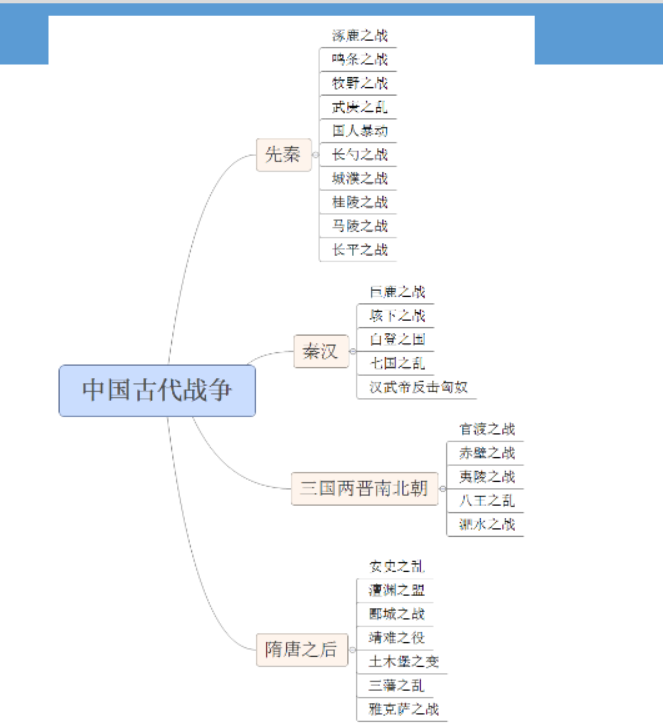 中国古代战争
先秦
涿鹿之战
鸣条之战
牧野之战
武庚之乱
国人暴动
长勺之战
城濮之战
桂陵之战
马陵之战
长平之战
秦汉
巨鹿之战
垓下之战
白登之围
七国之乱
汉武帝反击匈奴
三国两晋南北朝
官渡之战
赤壁之战
夷陵之战
八王之乱
淝水之战
隋唐之后
安史之乱
澶渊之盟
郾城之战
靖难之役
土木堡之变
三藩之乱
雅克萨之战